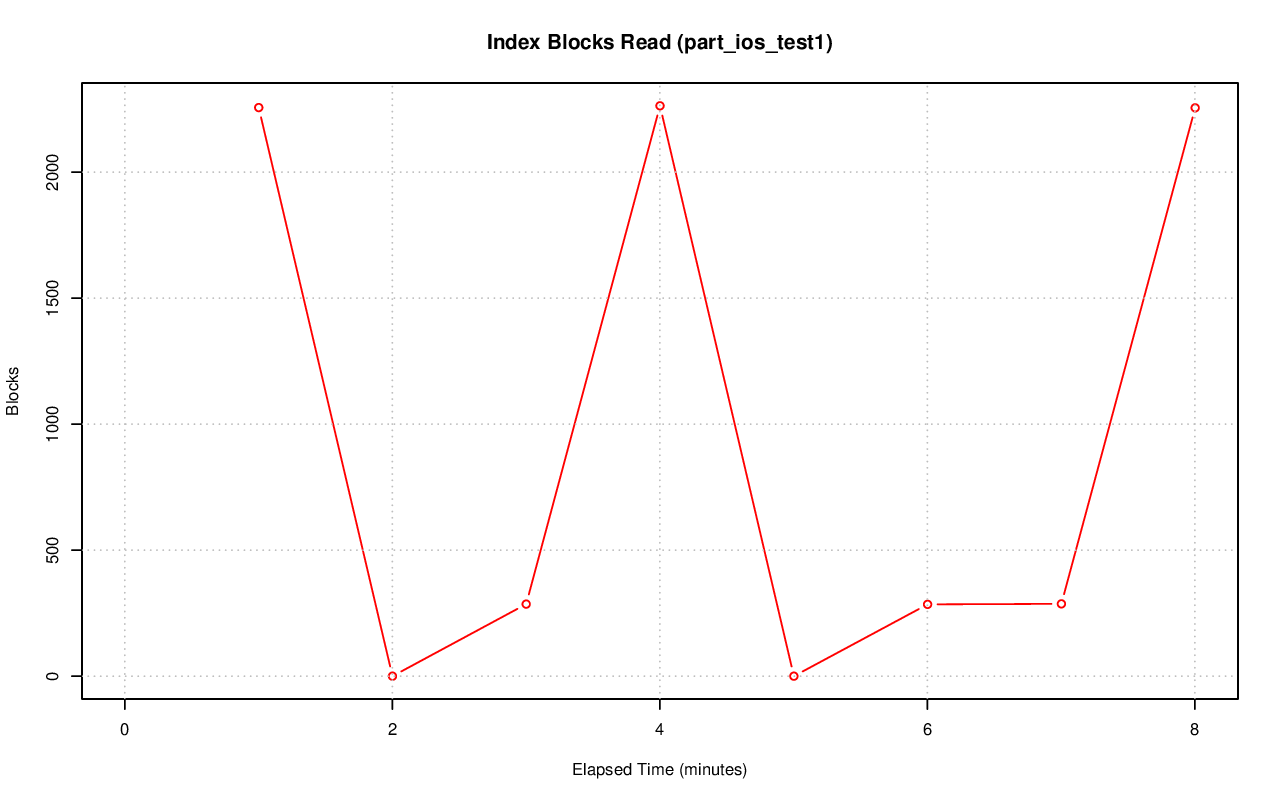 Index Blocks Read (part_ios_test1)
Blocks
2000
1500
1000
500
0
0 2 4 6 8
Elapsed Time (minutes)